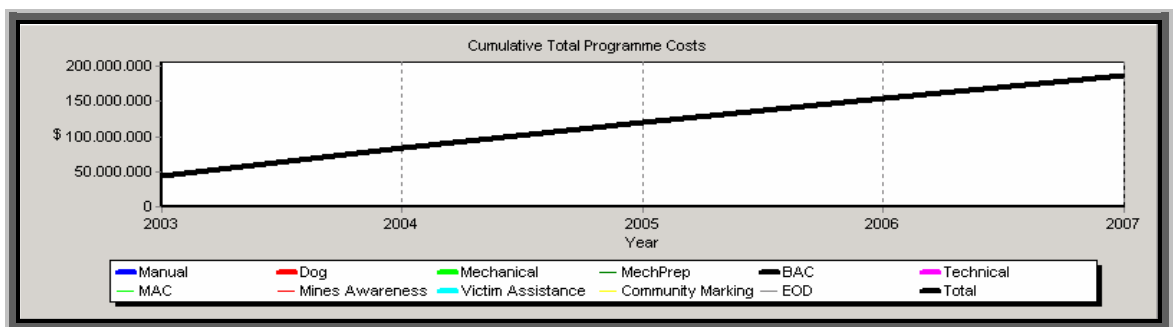 Cumulative Total Programme Costs
200.000.000
150.000.000
$ 100.000.000
50.000.000
0
2003 2004 2005 2006 2007
Year
Manual Dog Mechanical MechPrep BAC Technical
MAC Mines Awareness Victim Assistance Community Marking EOD Total